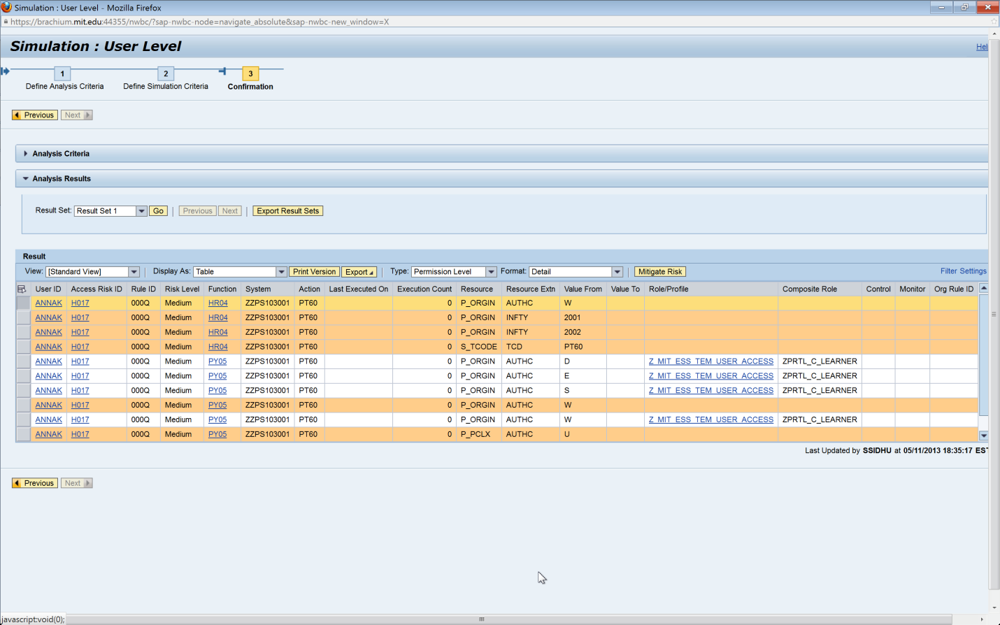 Simulation : User Level - Mozilla Firefox
https://brachium.mit.edu:44355/nwbc/?sap-nwbc-node=navigate_absolute&sap-nwbc-new_window=X
Simulation : User Level Hel
1 2 3
Define Analysis Criteria Define Simulation Criteria Confirmation
Previous Next
Analysis Criteria
Analysis Results
Result Set: Result Set 1 Go Previous Next Export Result Sets
Result
View: [Standard View] Display As: Table Print Version Export Type: Permission Level Format: Detail Mitigate Risk Filter Settings
User ID Access Risk ID Rule ID Risk Level Function System Action Last Executed On Execution Count Resource Resource Extn Value From Value To Role/Profile Composite Role Control Monitor Org Rule ID
ANNAK H017 000Q Medium HR04 ZZPS103001 PT60 0 P_ORGIN AUTHC W
ANNAK H017 000Q Medium HR04 ZZPS103001 PT60 0 P_ORGIN INFTY 2001
ANNAK H017 000Q Medium HR04 ZZPS103001 PT60 0 P_ORGIN INFTY 2002
ANNAK H017 000Q Medium HR04 ZZPS103001 PT60 0 S_TCODE TCD PT60
ANNAK H017 000Q Medium PY05 ZZPS103001 PT60 0 P_ORGIN AUTHC D Z_MIT_ESS_TEM_USER_ACCESS ZPRTL_C_LEARNER
ANNAK H017 000Q Medium PY05 ZZPS103001 PT60 0 P_ORGIN AUTHC E Z_MIT_ESS_TEM_USER_ACCESS ZPRTL_C_LEARNER
ANNAK H017 000Q Medium PY05 ZZPS103001 PT60 0 P_ORGIN AUTHC S Z_MIT_ESS_TEM_USER_ACCESS ZPRTL_C_LEARNER
ANNAK H017 000Q Medium PY05 ZZPS103001 PT60 0 P_ORGIN AUTHC W
ANNAK H017 000Q Medium PY05 ZZPS103001 PT60 0 P_ORGIN AUTHC W Z_MIT_ESS_TEM_USER_ACCESS ZPRTL_C_LEARNER
ANNAK H017 000Q Medium PY05 ZZPS103001 PT60 0 P_PCLX AUTHC U
Last Updated by SSIDHU at 05/11/2013 18:35:17 EST
Previous Next
javascript:void(0);